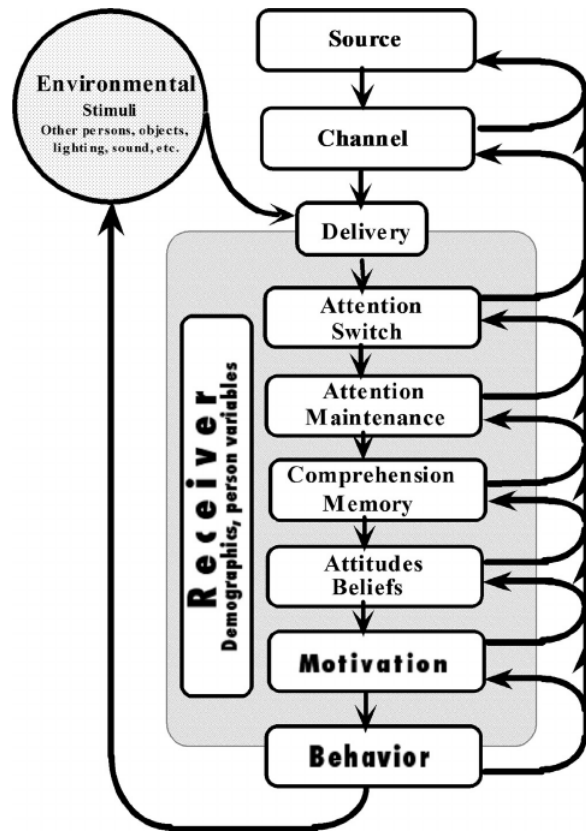 Source
Environmental
Stimuli
Other persons, objects,
lighting, sound, etc.
Channel
Delivery
Attention
Switch
Receiver
Demographics, person variables
Attention
Maintenance
Comprehension
Memory
Attitudes
Beliefs
Motivation
Behavior